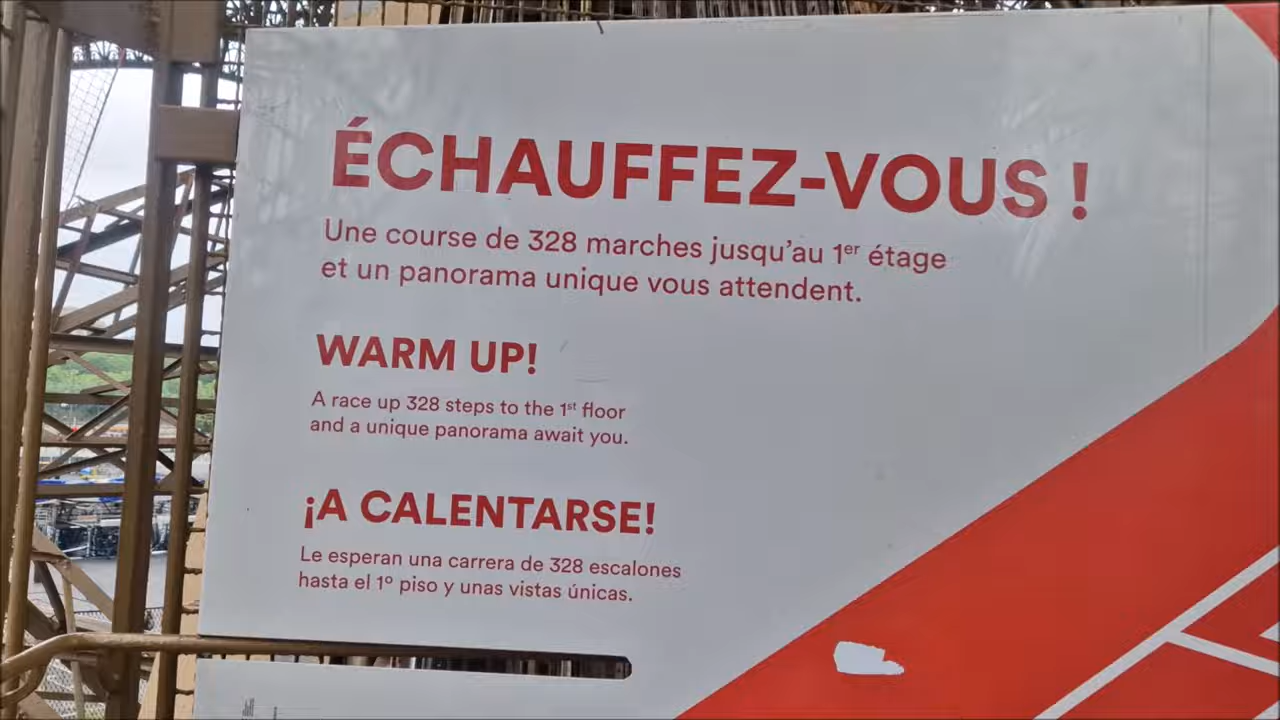 ÉCHAUFFEZ-VOUS !
Une course de 328 marches jusqu'au 1er étage
et un panorama unique vous attendent.
WARM UP!
A race up 328 steps to the 1st floor
and a unique panorama await you.
¡A CALENTARSE!
Le esperan una carrera de 328 escalones
hasta el 1º piso y unas vistas únicas.